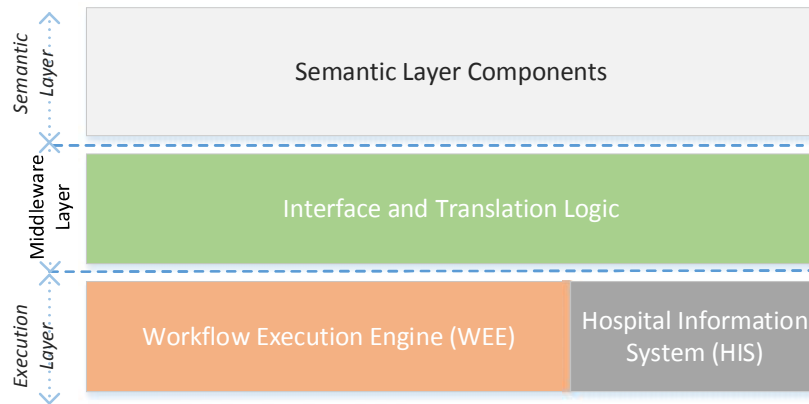 Semantic
Layer
Semantic Layer Components
Middleware
Layer
Interface and Translation Logic
Execution
Layer
Workflow Execution Engine (WEE)
Hospital Information
System (HIS)